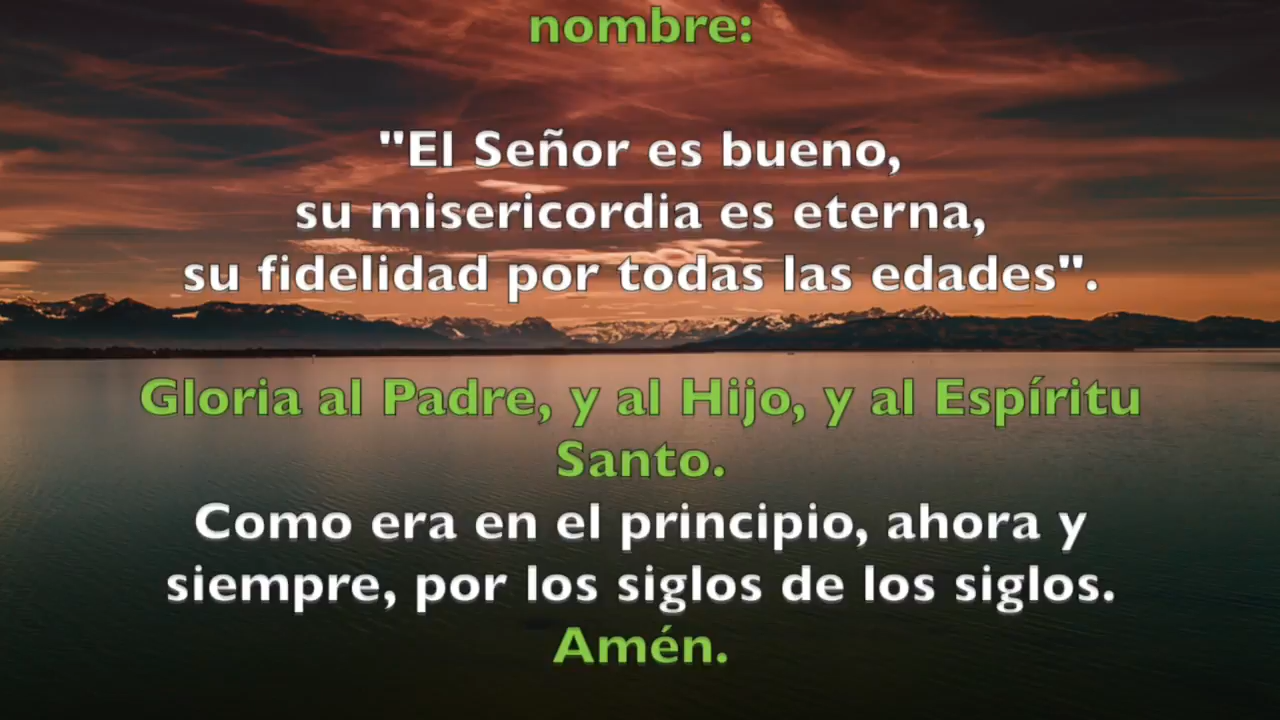 nombre:
"El Señor es bueno,
su misericordia es eterna,
su fidelidad por todas las edades".
Gloria al Padre, y al Hijo, y al Espíritu
Santo.
Como era en el principio, ahora y
siempre, por los siglos de los siglos.
Amén.